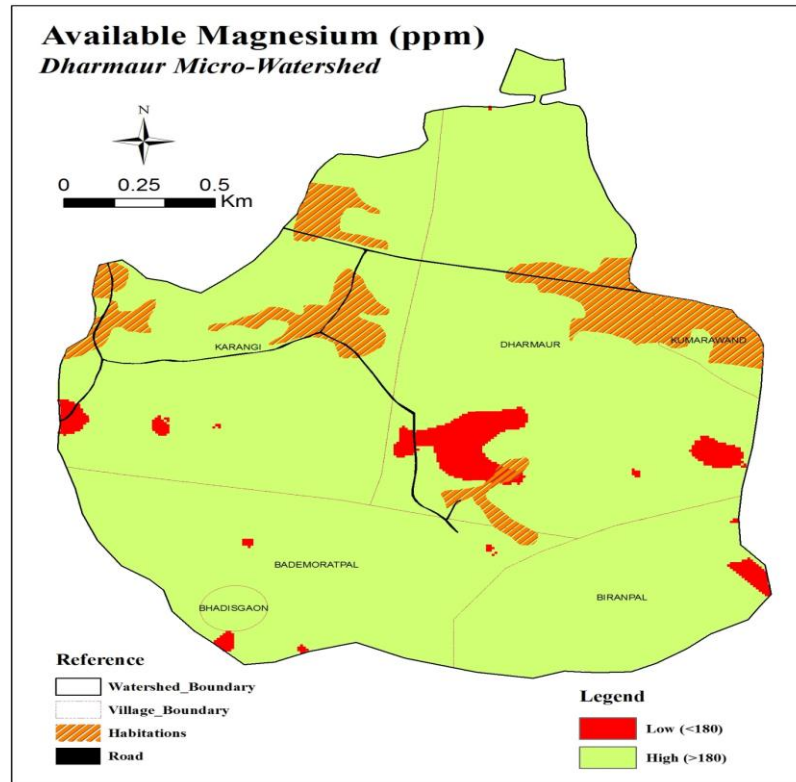 Available Magnesium (ppm)
Dharmaur Micro-Watershed
N
0 0.25 0.5
Km
KARANGI
DHARMAUR
KUMARAWAND
BADEMORATPAL
BHADISGAON
BIRANPAL
Reference
Watershed_Boundary
Village_Boundary
Habitations
Road
Legend
Low (<180)
High (>180)